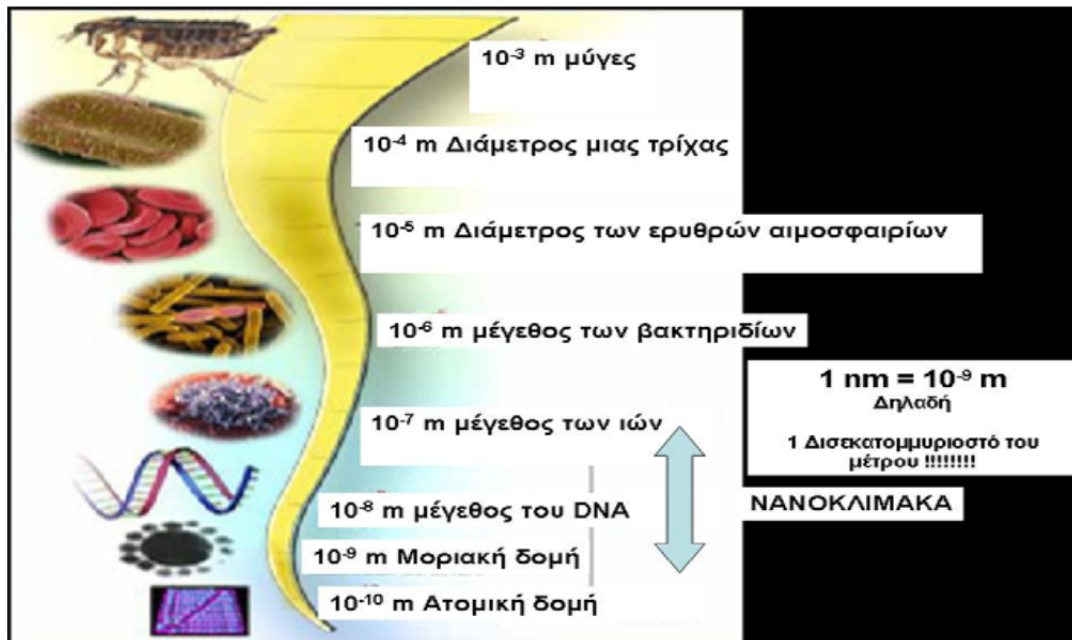 10⁻³ m μύγες
10⁻⁴ m Διάμετρος μιας τρίχας
10⁻⁵ m Διάμετρος των ερυθρών αιμοσφαιρίων
10⁻⁶ m μέγεθος των βακτηριδίων
10⁻⁷ m μέγεθος των ιών
10⁻⁸ m μέγεθος του DNA
10⁻⁹ m Μοριακή δομή
10⁻¹⁰ m Ατομική δομή
1 nm = 10⁻⁹ m
Δηλαδή
1 Δισεκατομμυριοστό του
μέτρου !!!!!!!!
ΝΑΝΟΚΛΙΜΑΚΑ